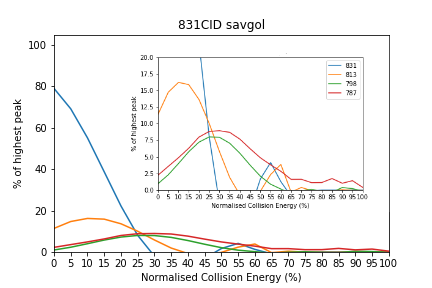 831CID savgol
% of highest peak
100
80
60
40
20
0
0 5 10 15 20 25 30 35 40 45 50 55 60 65 70 75 80 85 90 95 100
Normalised Collision Energy (%)
% of highest peak
20.0
17.5
15.0
12.5
10.0
7.5
5.0
2.5
0.0
0 5 10 15 20 25 30 35 40 45 50 55 60 65 70 75 80 85 90 95 100
Normalised Collision Energy (%)
831
813
798
787